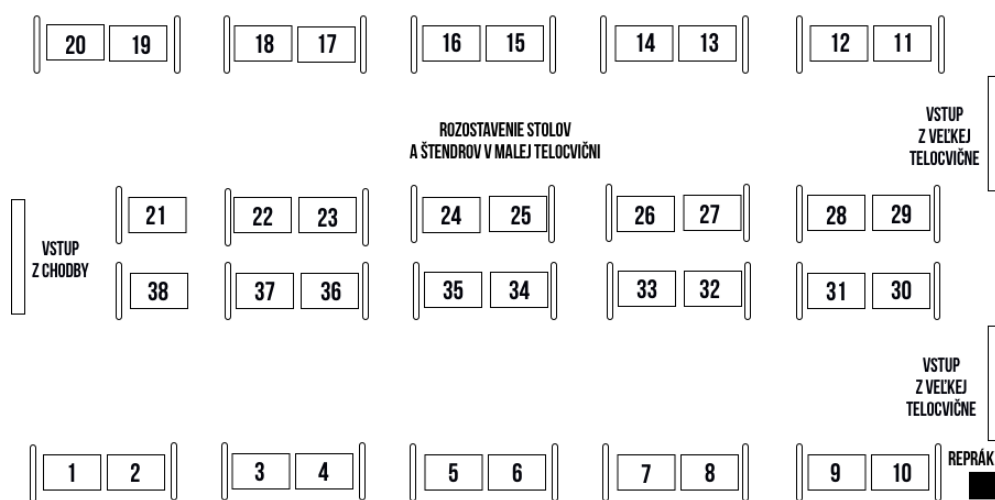 20 19 18 17 16 15 14 13 12 11
VSTUP
Z VEĽKEJ
TELOCVIČNE
ROZOSTAVENIE STOLOV
A ŠTENDROV V MALEJ TELOCVIČNI
21 22 23 24 25 26 27 28 29
VSTUP
Z CHODBY
38 37 36 35 34 33 32 31 30
VSTUP
Z VEĽKEJ
TELOCVIČNE
1 2 3 4 5 6 7 8 9 10
REPRÁK